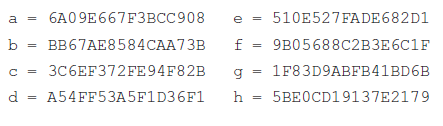 a = 6A09E667F3BCC908 e = 510E527FADE682D1
b = BB67AE8584CAA73B f = 9B05688C2B3E6C1F
c = 3C6EF372FE94F82B g = 1F83D9ABFB41BD6B
d = A54FF53A5F1D36F1 h = 5BE0CD19137E2179